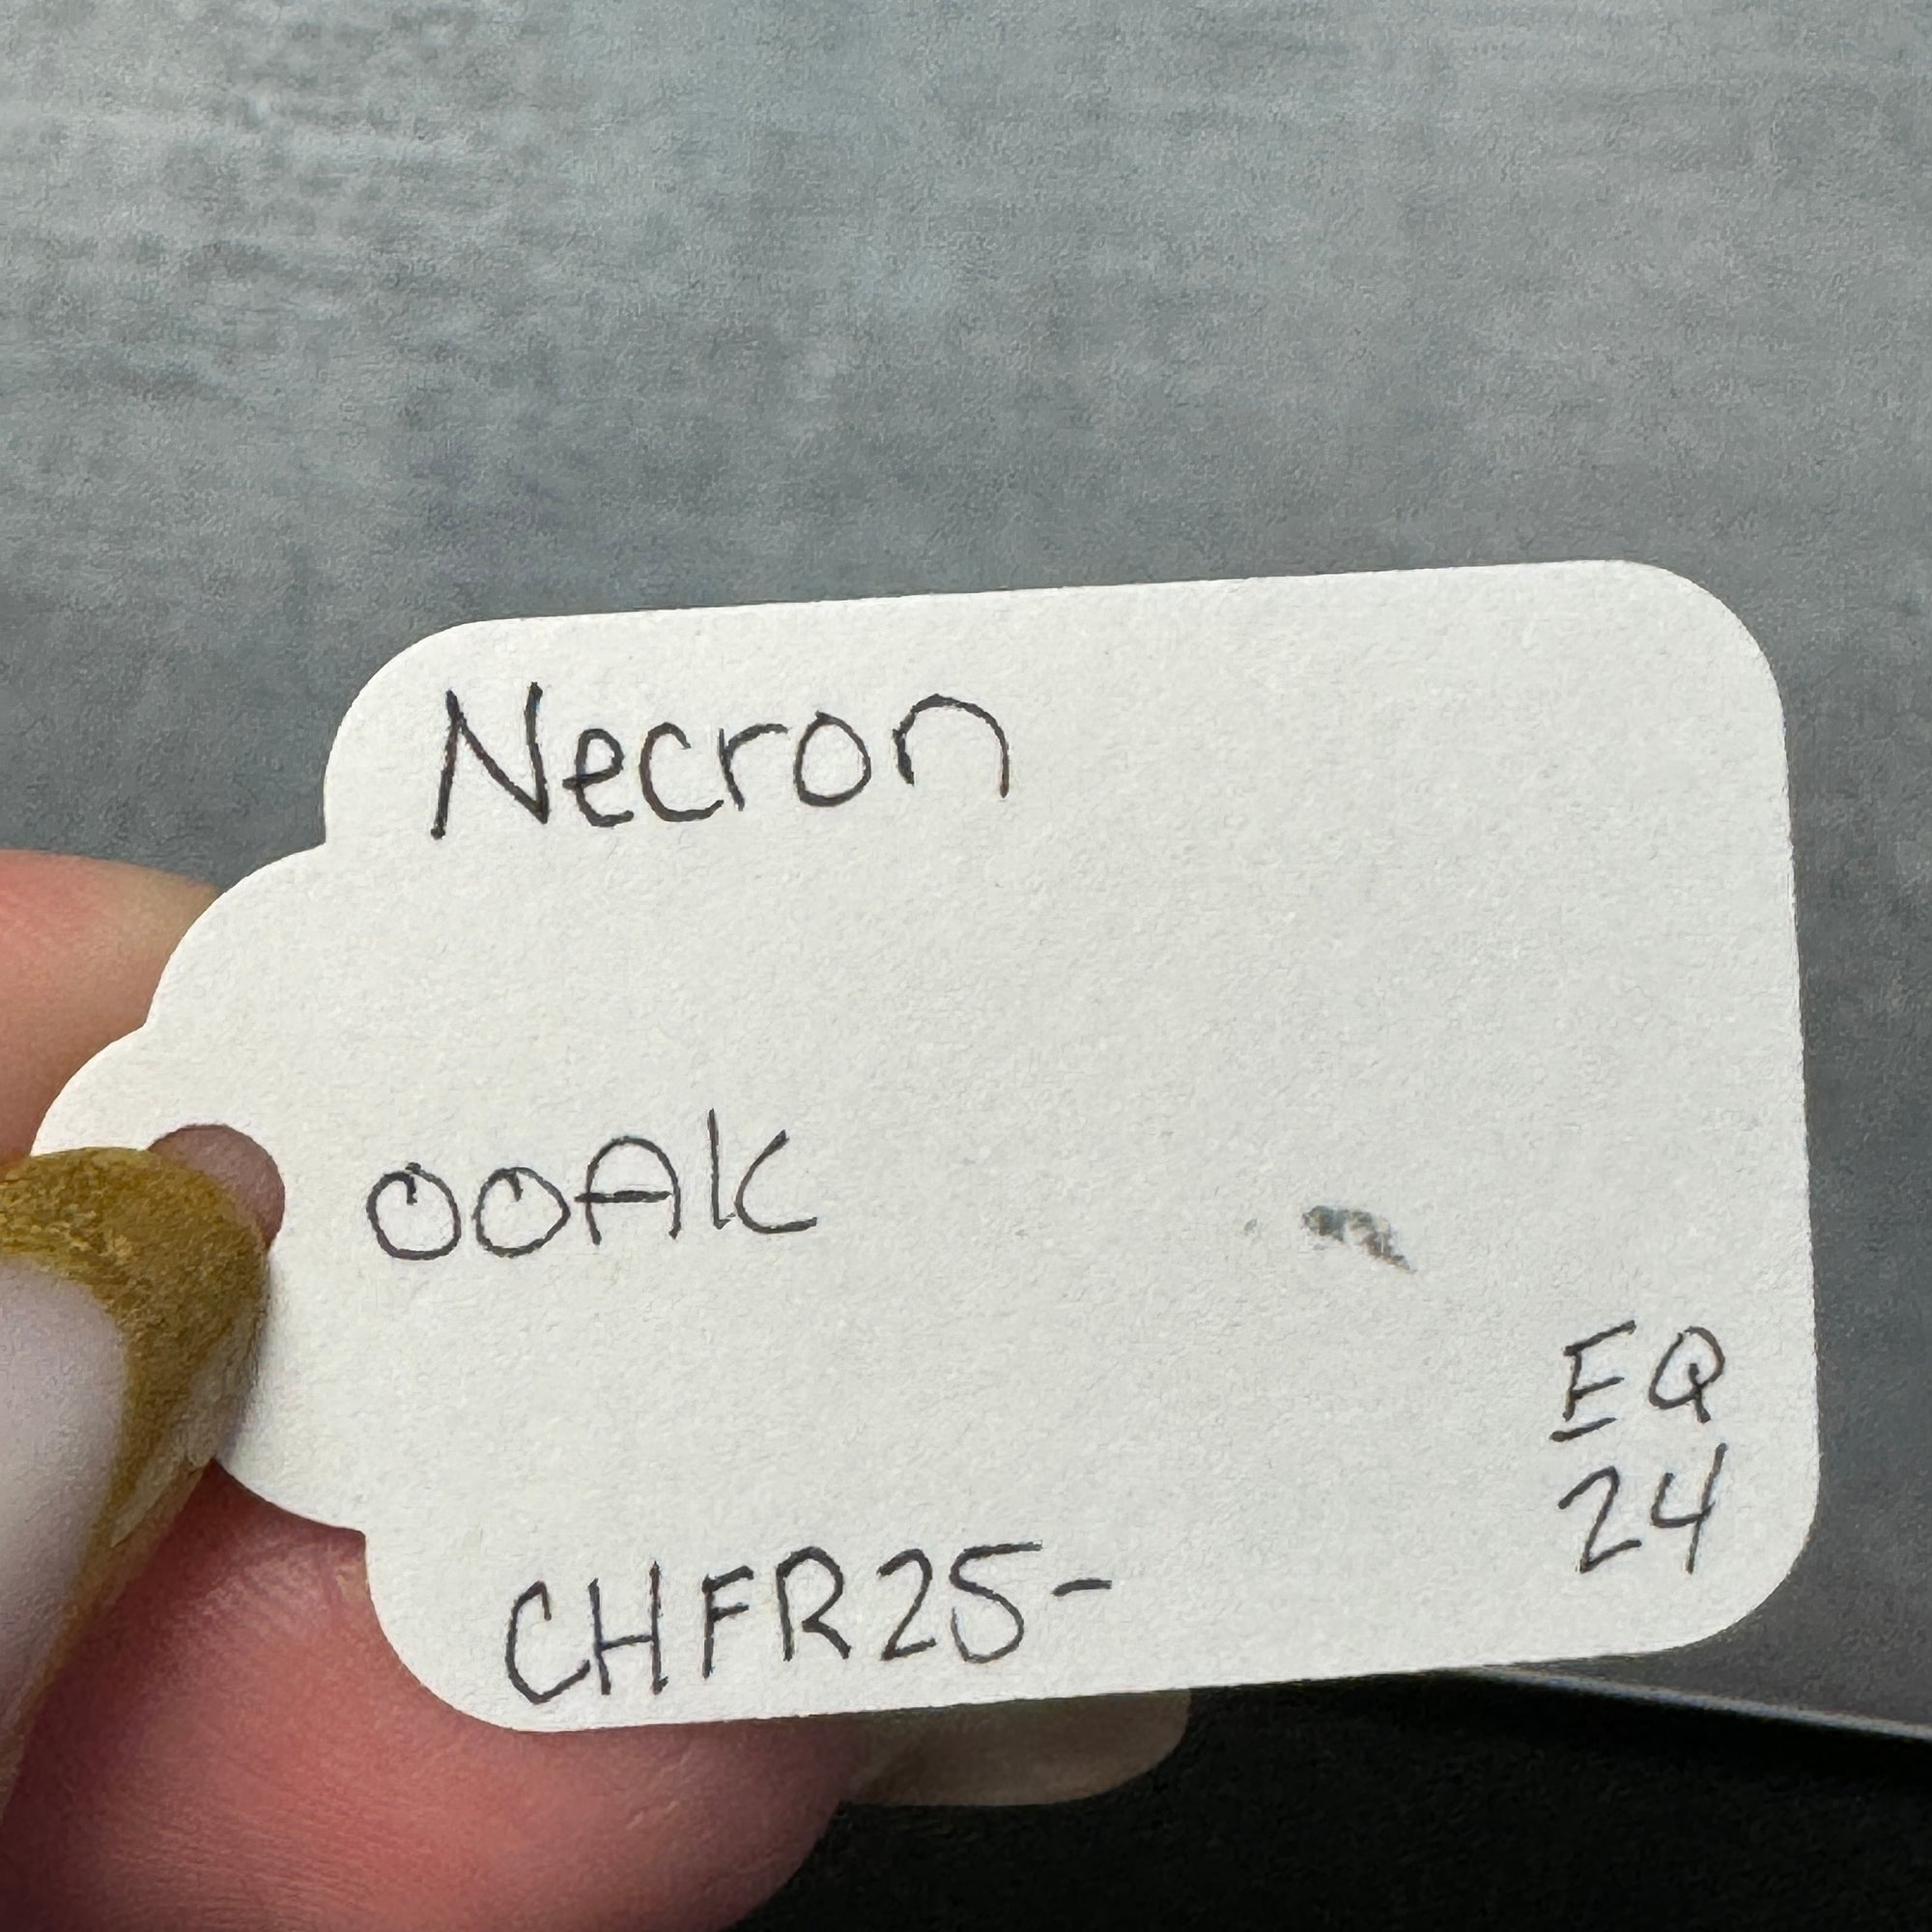 Necron
OOAK
EQ
24
CHFR25-